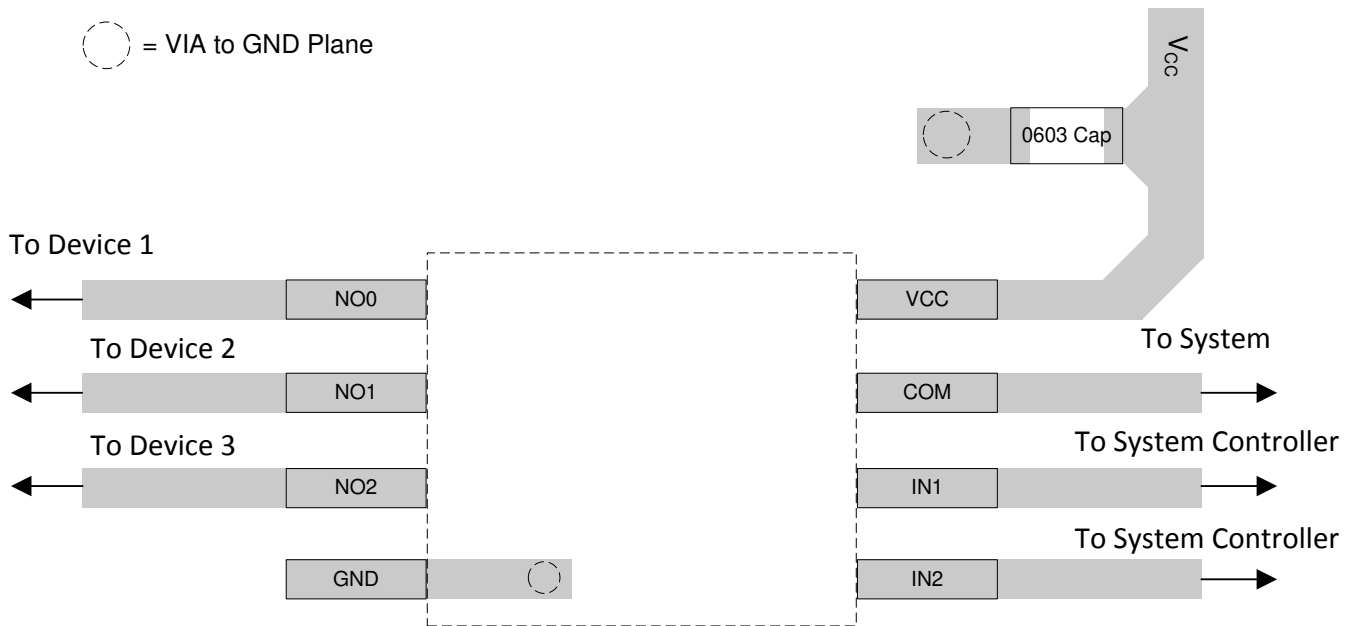 = VIA to GND Plane
VCC
0603 Cap
To Device 1
NO0
VCC
To Device 2
To System
NO1
COM
To Device 3
To System Controller
NO2
IN1
To System Controller
GND
IN2